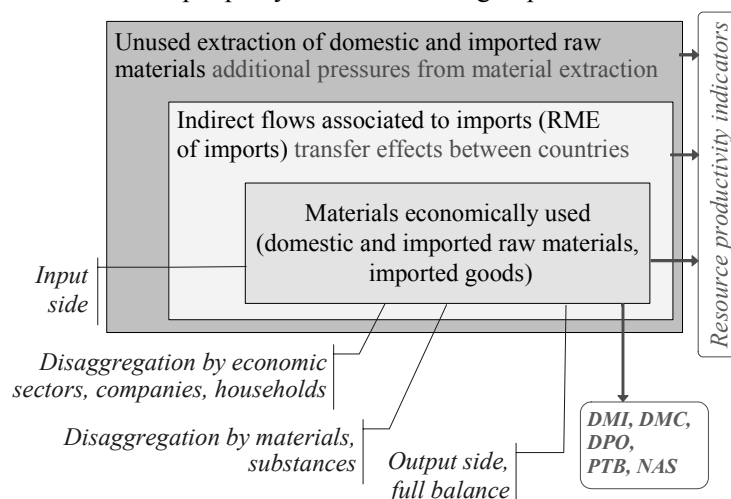 Unused extraction of domestic and imported raw
materials additional pressures from material extraction
Indirect flows associated to imports (RME
of imports) transfer effects between countries
Materials economically used
(domestic and imported raw materials,
imported goods)
Input
side
Disaggregation by economic
sectors, companies, households
Disaggregation by materials,
substances
Output side,
full balance
DMI, DMC,
DPO,
PTB, NAS
Resource productivity indicators